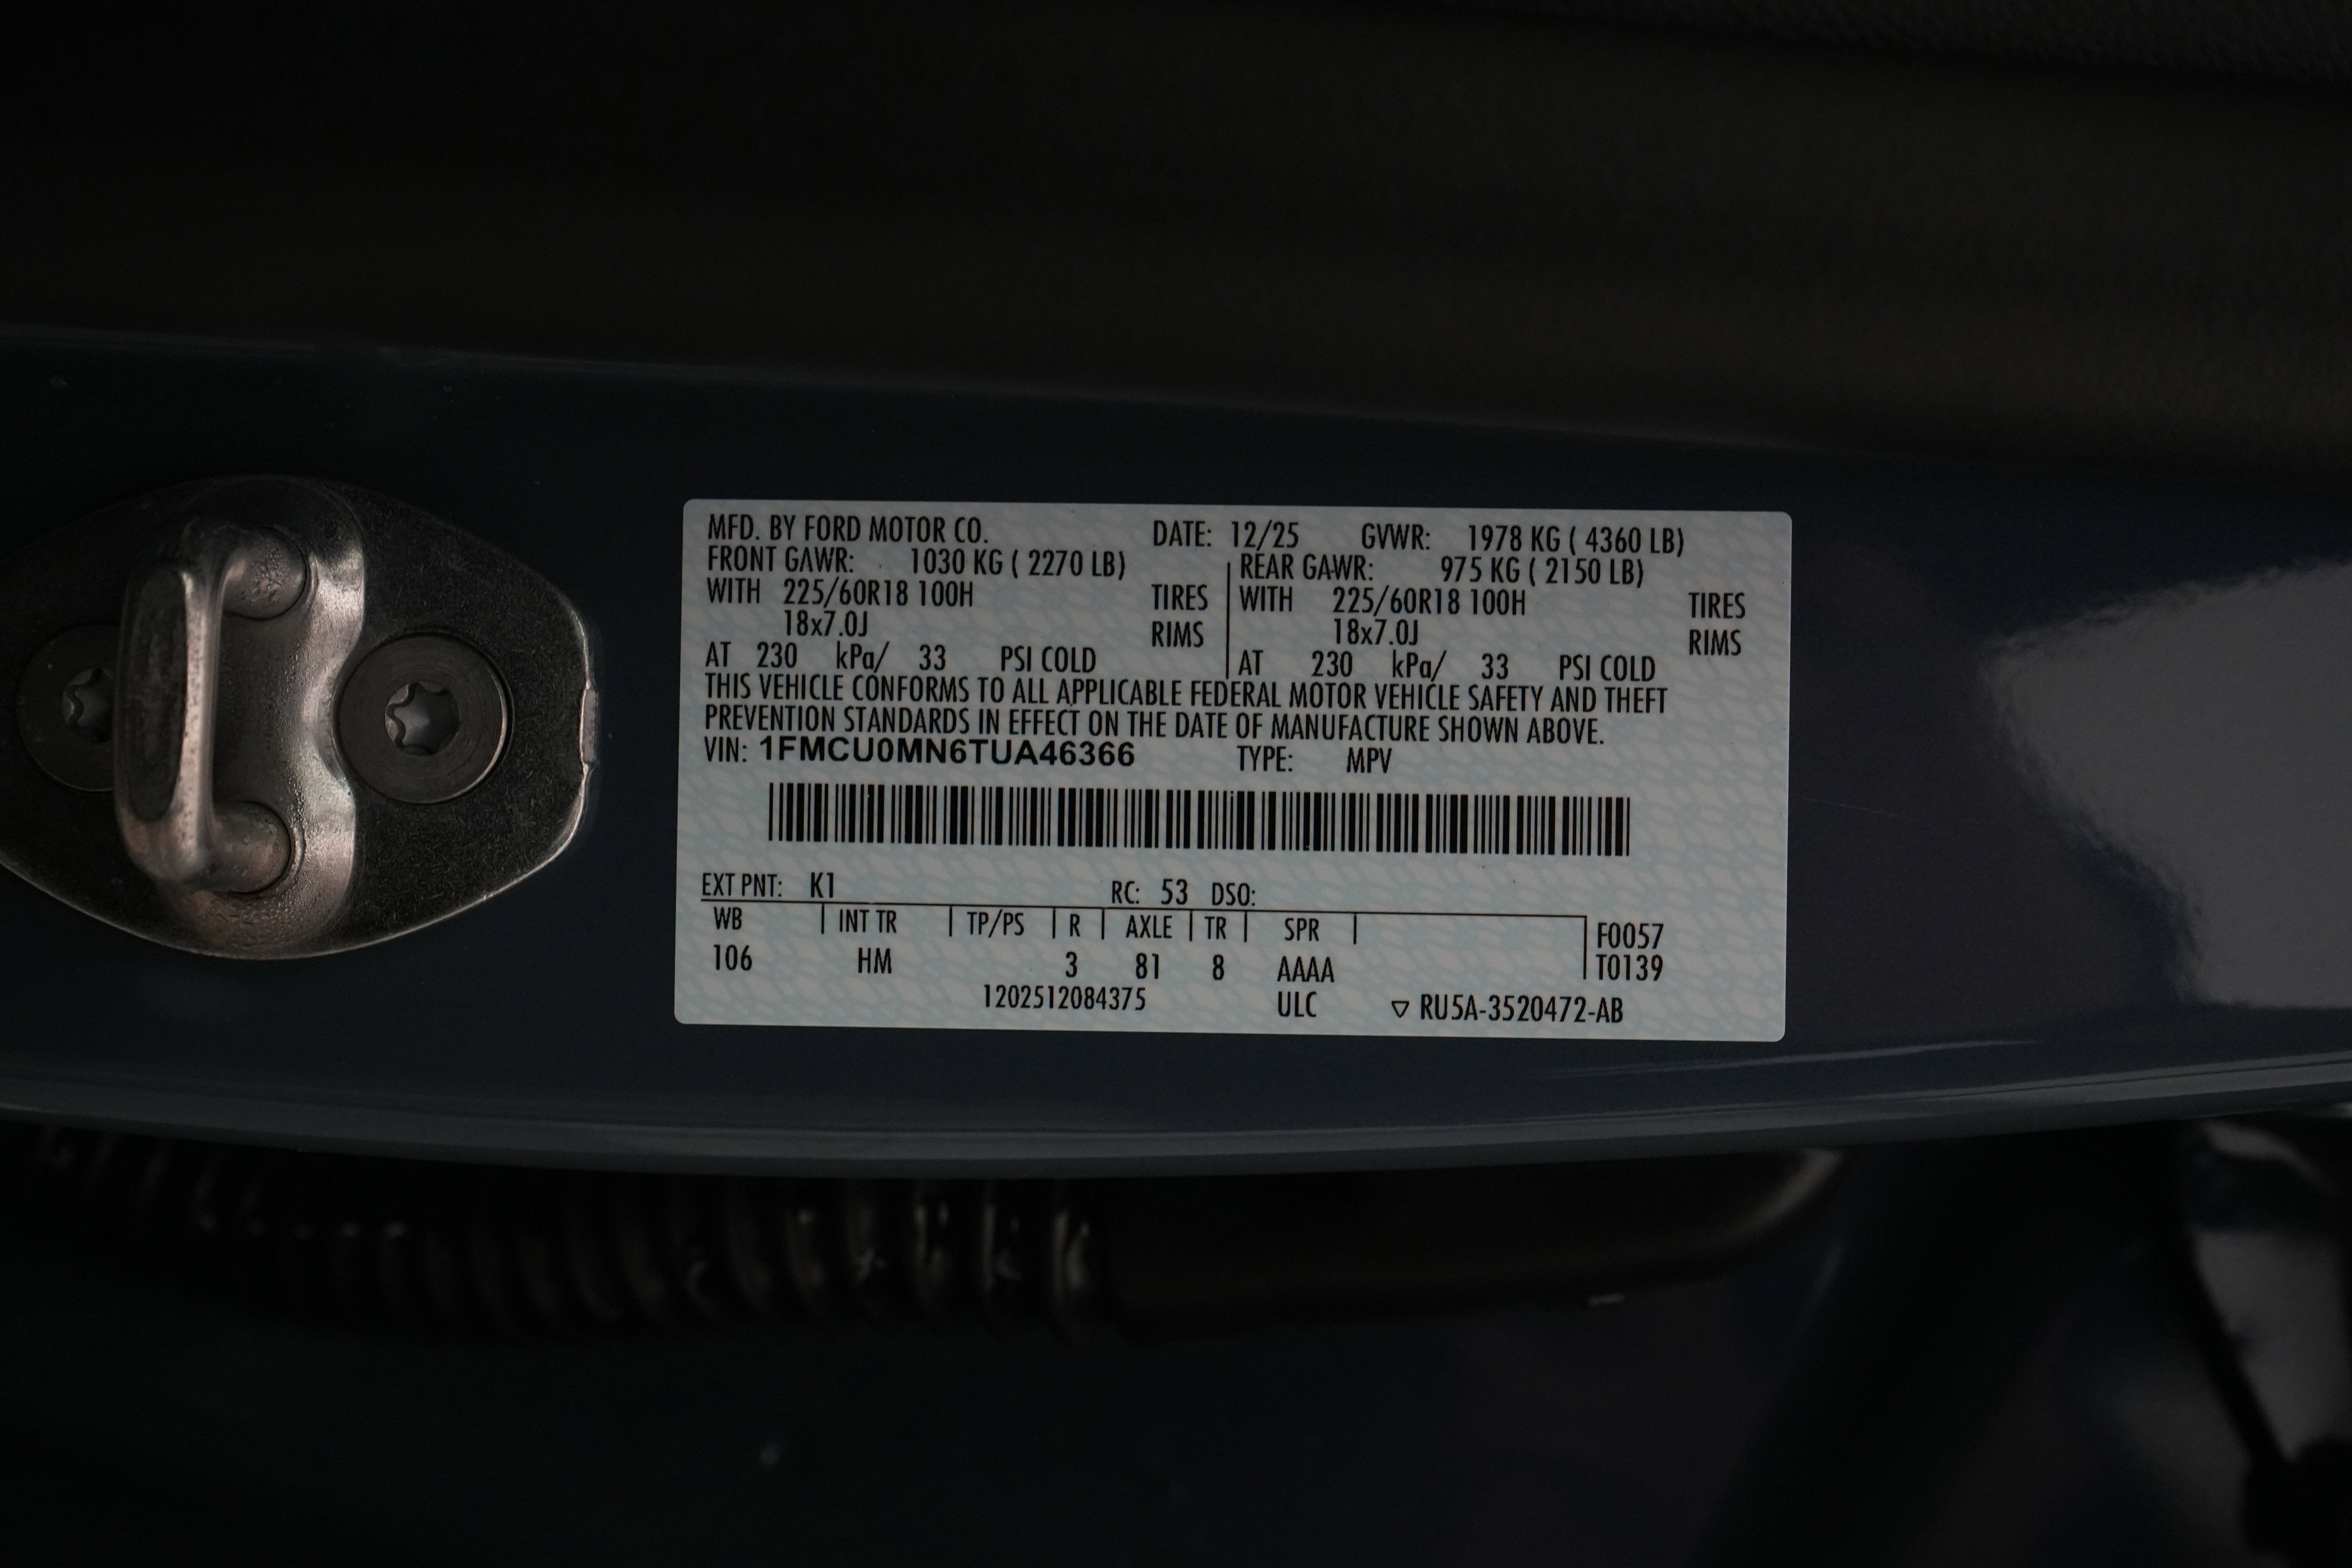 MFD. BY FORD MOTOR CO. DATE: 12/25 GVWR: 1978 KG ( 4360 LB)
FRONT GAWR: 1030 KG ( 2270 LB) REAR GAWR: 975 KG ( 2150 LB)
WITH 225/60R18 100H TIRES WITH 225/60R18 100H TIRES
18x7.0J RIMS 18x7.0J RIMS
AT 230 kPa/ 33 PSI COLD AT 230 kPa/ 33 PSI COLD
THIS VEHICLE CONFORMS TO ALL APPLICABLE FEDERAL MOTOR VEHICLE SAFETY AND THEFT
PREVENTION STANDARDS IN EFFECT ON THE DATE OF MANUFACTURE SHOWN ABOVE.
VIN: 1FMCU0MN6TUA46366 TYPE: MPV
EXT PNT: K1 RC: 53 DSO:
WB INT TR TP/PS R AXLE TR SPR F0057
106 HM 3 81 8 AAAA T0139
1202512084375 ULC ▽ RU5A-3520472-AB